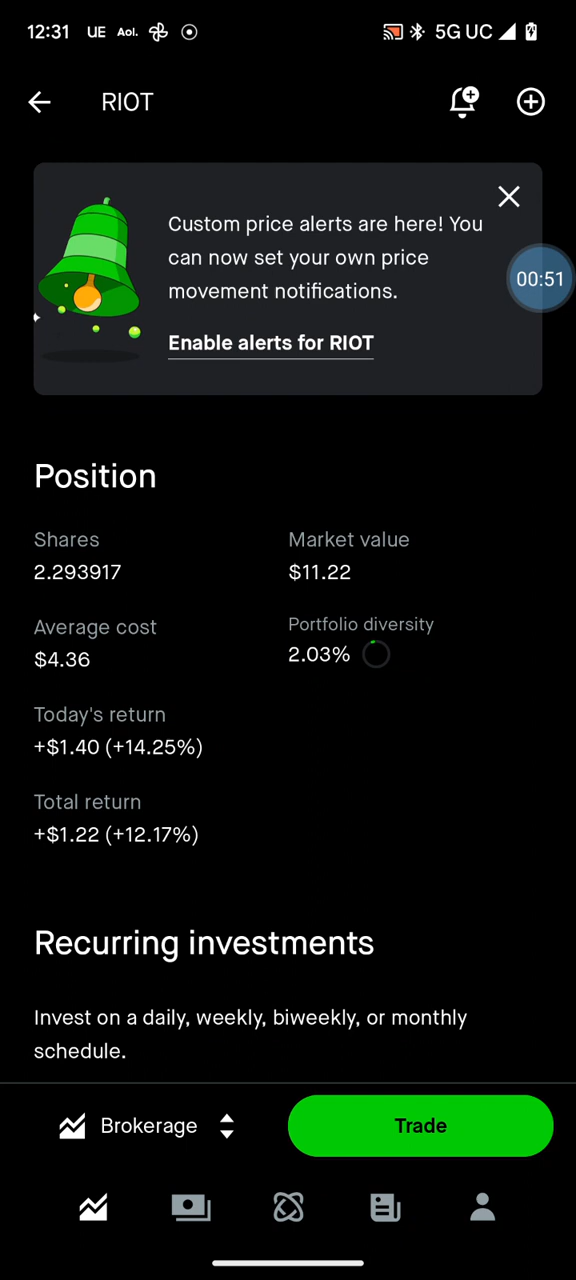 12:31 UE Aol. 5G UC
RIOT
Custom price alerts are here! You
can now set your own price
movement notifications.
00:51
Enable alerts for RIOT
Position
Shares Market value
2.293917 $11.22
Average cost Portfolio diversity
$4.36 2.03%
Today's return
+$1.40 (+14.25%)
Total return
+$1.22 (+12.17%)
Recurring investments
Invest on a daily, weekly, biweekly, or monthly
schedule.
Brokerage Trade